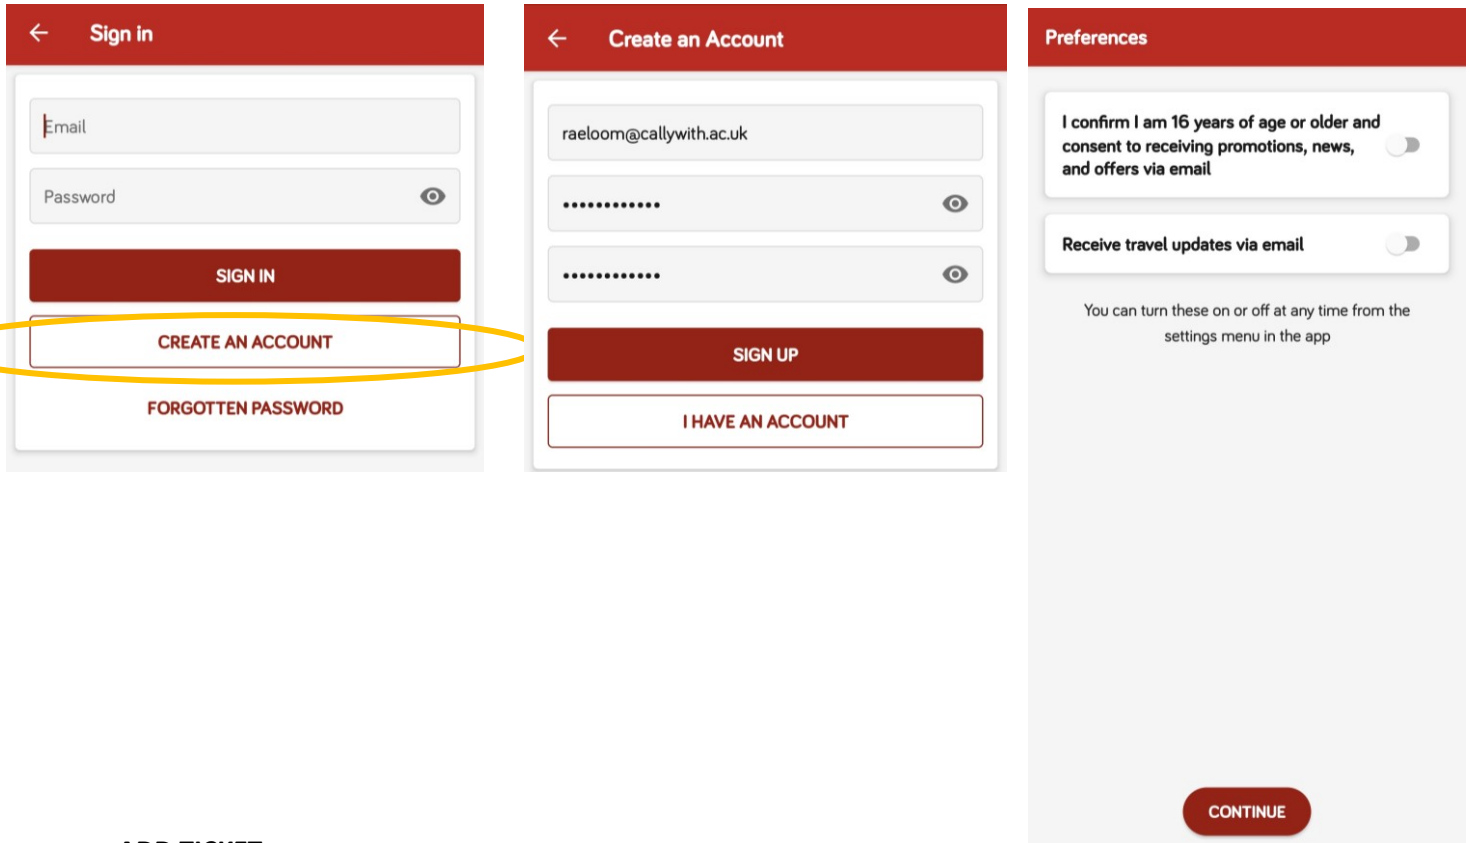 Sign in
Email
Password
SIGN IN
CREATE AN ACCOUNT
FORGOTTEN PASSWORD
Create an Account
raeloom@callywith.ac.uk
••••••••••••
••••••••••••
SIGN UP
I HAVE AN ACCOUNT
Preferences
I confirm I am 16 years of age or older and
consent to receiving promotions, news,
and offers via email
Receive travel updates via email
You can turn these on or off at any time from the
settings menu in the app
CONTINUE
ADD TICKET